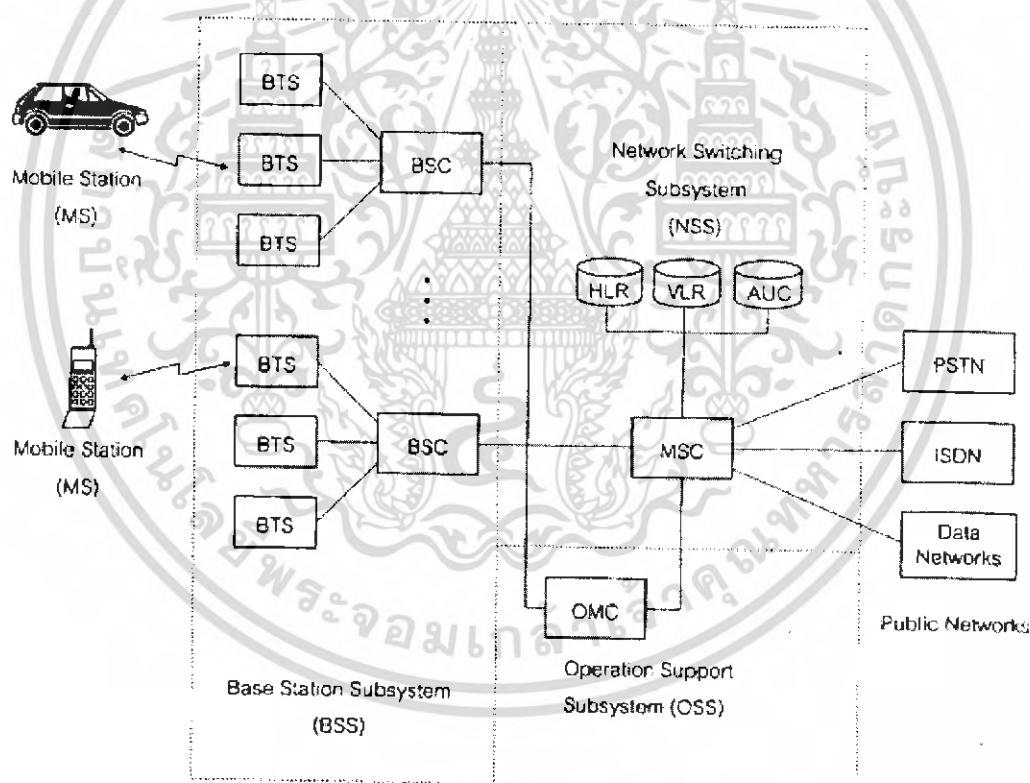 BTS
BTS
BTS
BSC
Mobile Station
(MS)
Network Switching
Subsystem
(NSS)
HLR
VLR
AUC
BTS
BTS
BTS
BSC
Mobile Station
(MS)
MSC
PSTN
ISDN
Data
Networks
Public Networks
OMC
Operation Support
Subsystem (OSS)
Base Station Subsystem
(BSS)